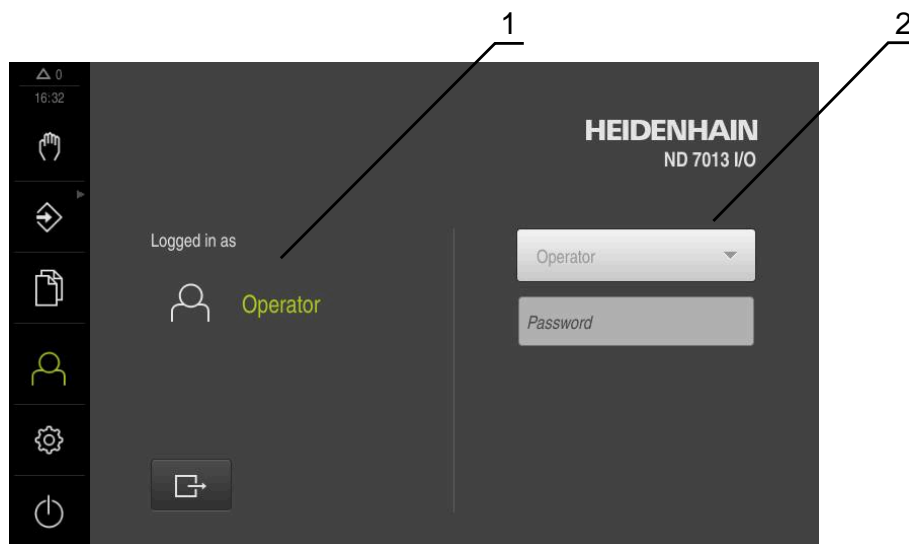 1
2
△ 0
16:32
HEIDENHAIN
ND 7013 I/O
Logged in as
Operator
Operator
Password